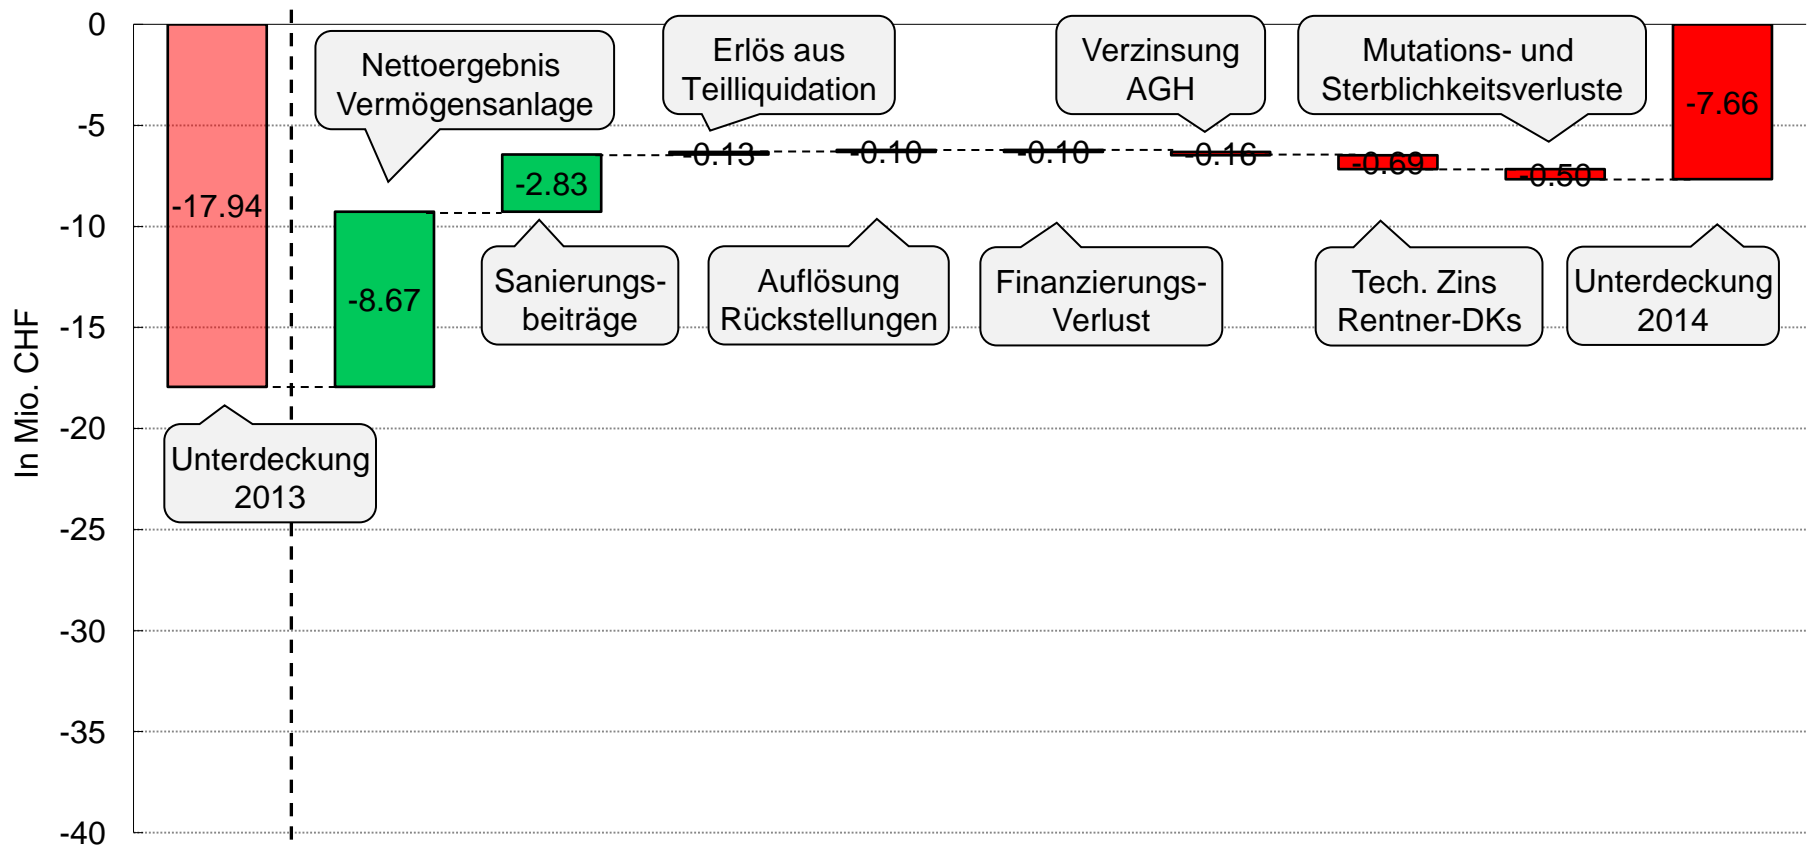 0
-5
-10
-15
-20
-25
-30
-35
-40
In Mio. CHF
Nettoergebnis
Vermögensanlage
Erlös aus
Teilliquidation
Verzinsung
AGH
Mutations- und
Sterblichkeitsverluste
-17.94
-8.67
-2.83
-0.13
-0.10
-0.10
-0.16
-0.69
-0.50
-7.66
Sanierungs-
beiträge
Auflösung
Rückstellungen
Finanzierungs-
Verlust
Tech. Zins
Rentner-DKs
Unterdeckung
2014
Unterdeckung
2013